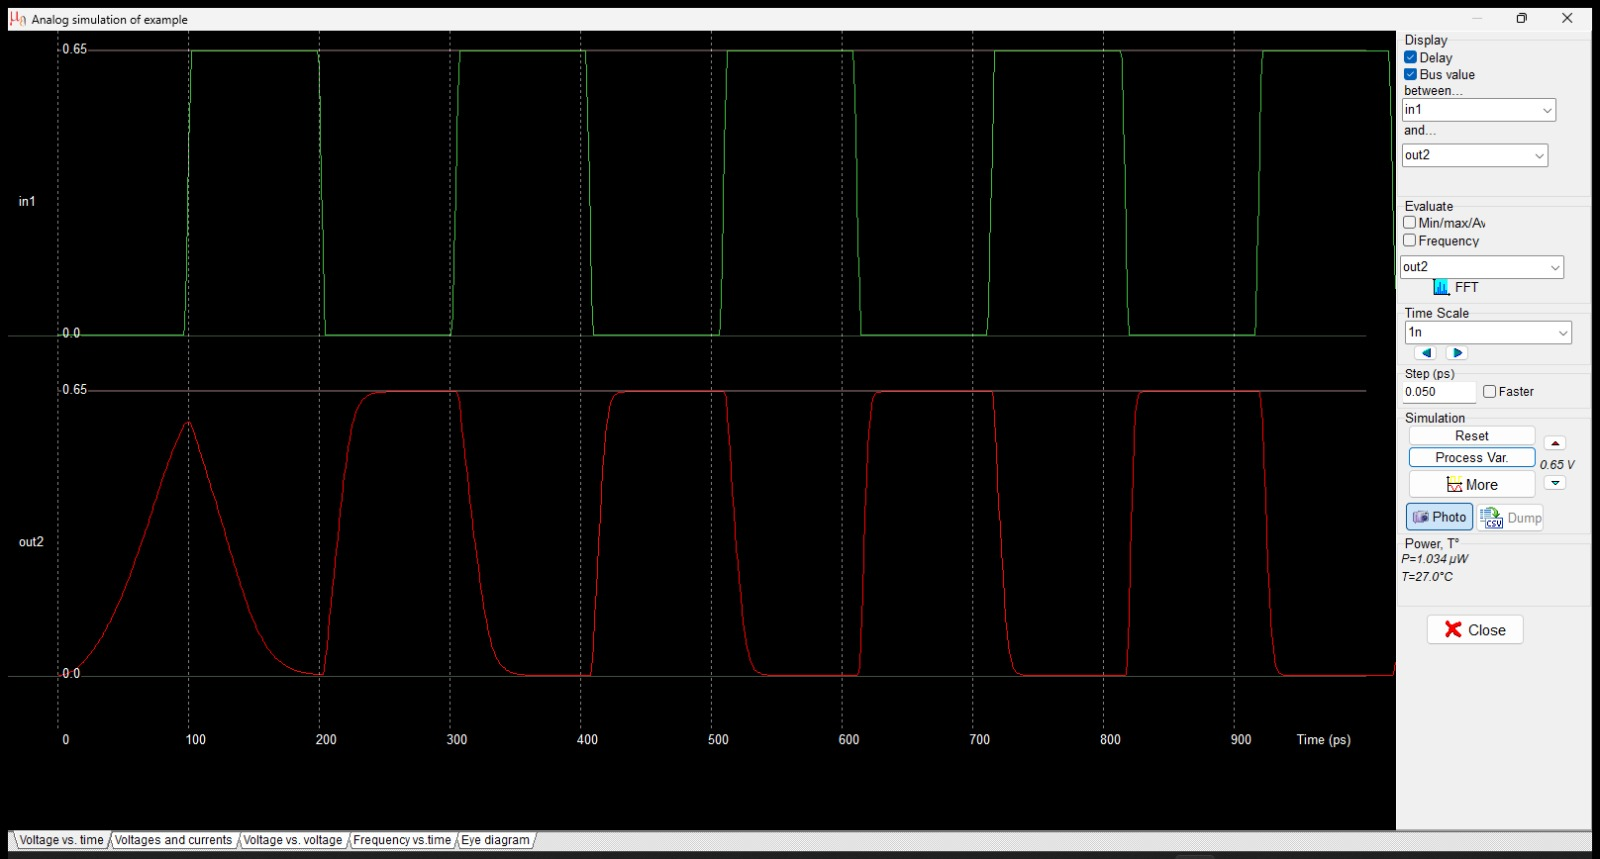 Analog simulation of example
0.65
in1
0.0
0.65
out2
0.0
0 100 200 300 400 500 600 700 800 900 Time (ps)
Display
Delay
Bus value
between...
in1
and...
out2
Evaluate
Min/max/Av
Frequency
out2
FFT
Time Scale
1n
Step (ps)
0.050 Faster
Simulation
Reset
Process Var.
0.65 V
More
Photo CSV Dump
Power, T°
P=1.034 µW
T=27.0°C
Close
Voltage vs. time Voltages and currents Voltage vs. voltage Frequency vs.time Eye diagram